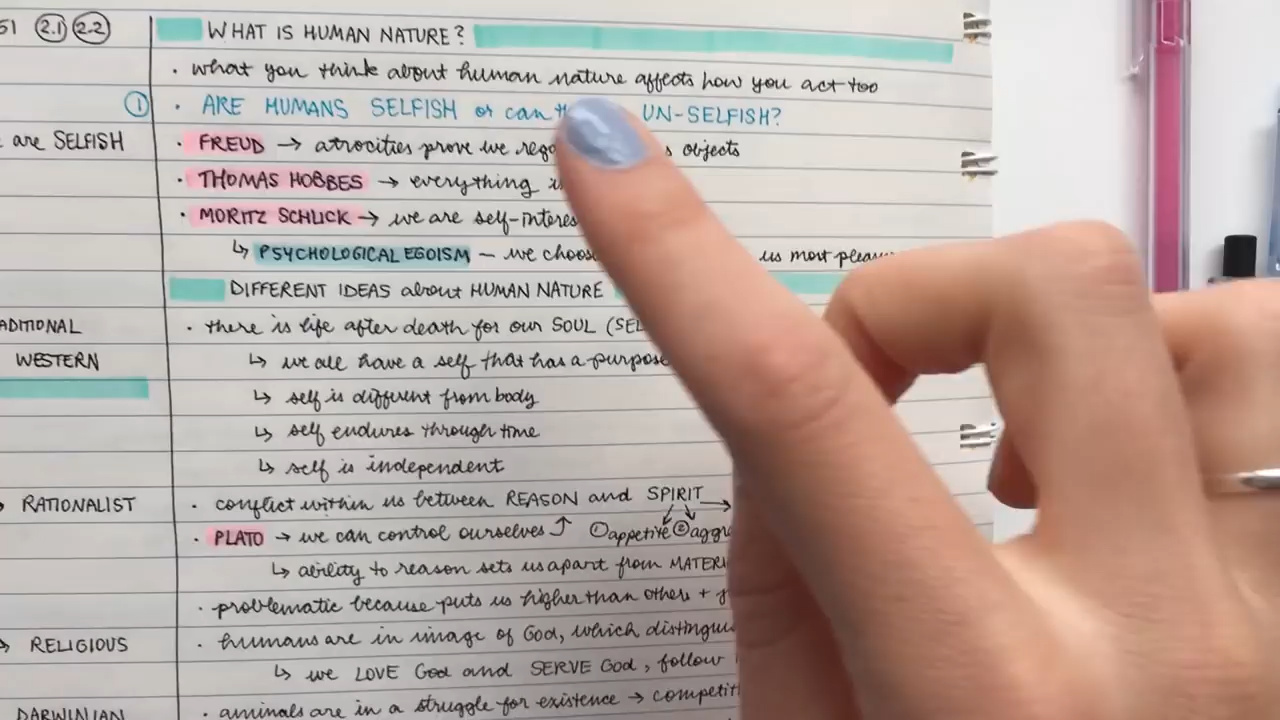 51 2.1 2.2 WHAT IS HUMAN NATURE?
· what you think about human nature affects how you act too
① · ARE HUMANS SELFISH or can UN-SELFISH?
are SELFISH · FREUD → atrocities prove we objects
· THOMAS HOBBES → everything
· MORITZ SCHLICK → we are
↳ PSYCHOLOGICAL EGOISM — we us most
DIFFERENT IDEAS about HUMAN NATURE
· there is life after death for our SOUL
WESTERN ↳ we all have a self that has a purpose
↳ self is different from body
↳ self endures through time
↳ self is independent
→ RATIONALIST · conflict within us between REASON and SPIRIT →
· PLATO → we can control ourselves ↑ ① appetive ②
↳ ability to reason sets us apart from
· problematic because puts us higher than others +
→ RELIGIOUS · humans are in image of God, which
↳ we LOVE God and SERVE God, follow
DARWINIAN · aminals are in a struggle for existence →